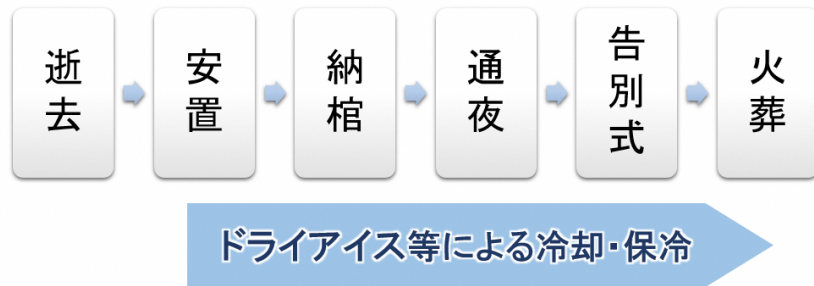 逝去
安置
納棺
通夜
告別式
火葬
ドライアイス等による冷却・保冷